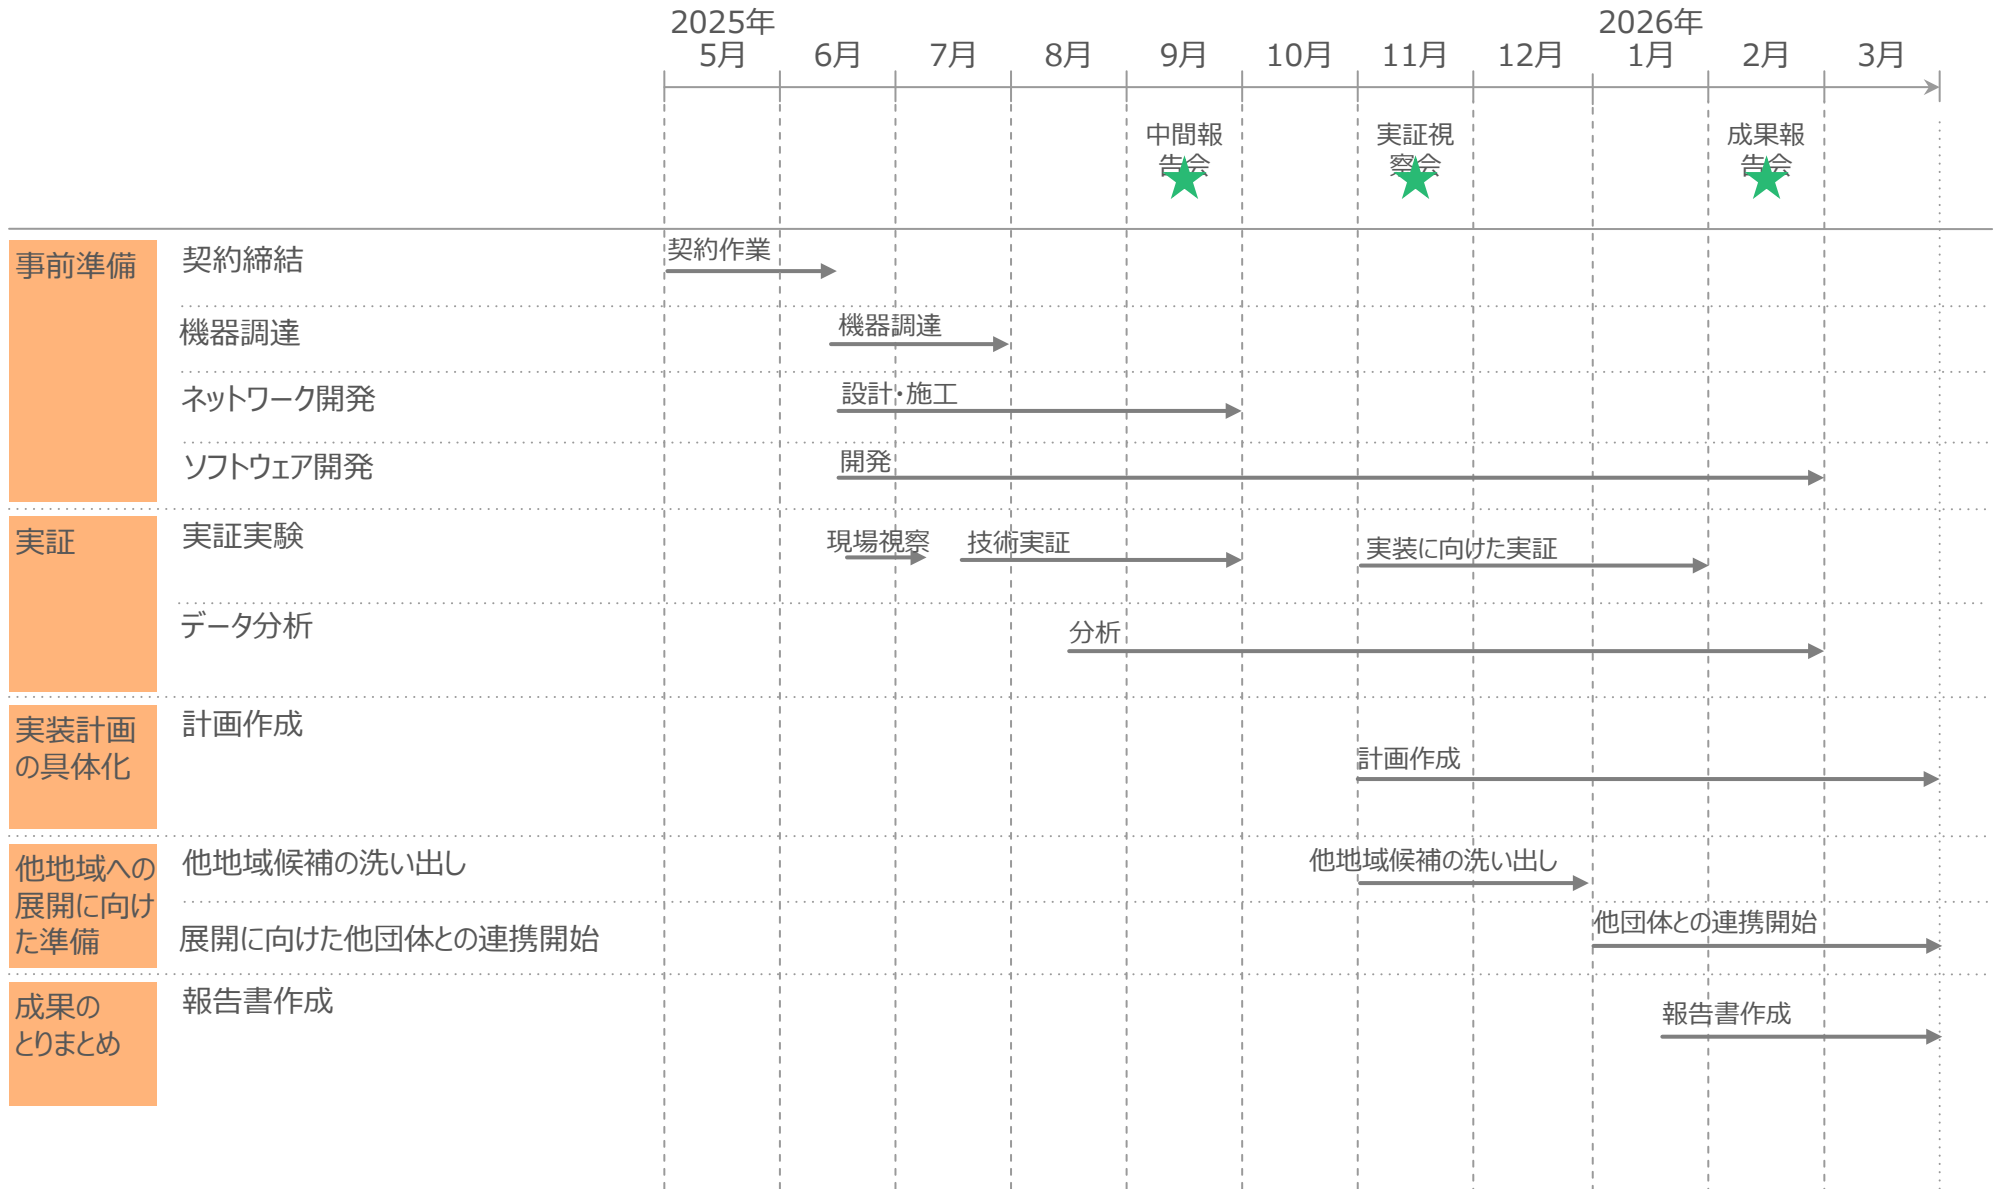 2025年
2026年
5月
6月
7月
8月
9月
10月
11月
12月
1月
2月
3月
中間報
告会
実証視
察会
成果報
告会
事前準備
契約締結
契約作業
機器調達
機器調達
ネットワーク開発
設計・施工
ソフトウェア開発
開発
実証
実証実験
現場視察
技術実証
実装に向けた実証
データ分析
分析
実装計画
の具体化
計画作成
計画作成
他地域への
展開に向け
た準備
他地域候補の洗い出し
他地域候補の洗い出し
展開に向けた他団体との連携開始
他団体との連携開始
成果の
とりまとめ
報告書作成
報告書作成